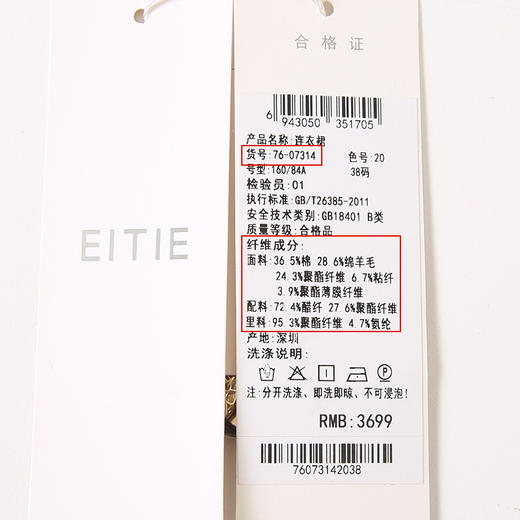 EITIE
合格证
6 943050 351705
产品名称:连衣裙
货号:76-07314 色号:20
号型:160/84A 38码
检验员:01
执行标准:GB/T26385-2011
安全技术类别:GB18401 B类
质量等级:合格品
纤维成分:
面料:36.5%棉 28.6%绵羊毛
24.3%聚酯纤维 6.7%粘纤
3.9%聚酯薄膜纤维
配料:72.4%醋纤 27.6%聚酯纤维
里料:95.3%聚酯纤维 4.7%氨纶
产地:深圳
洗涤说明:
注:分开洗涤、即洗即晾、不可浸泡!
RMB:3699
76073142038